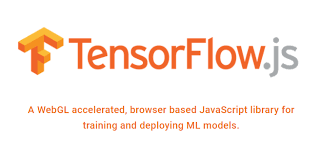 TensorFlow.js
A WebGL accelerated, browser based JavaScript library for
training and deploying ML models.